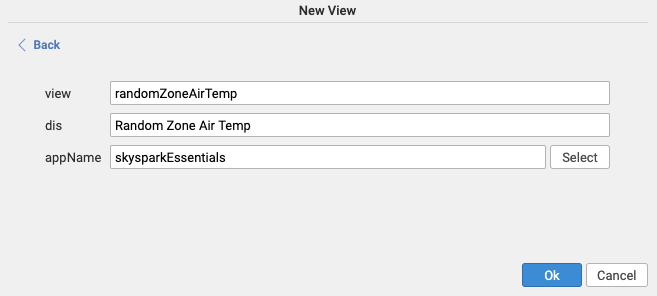 New View
Back
view randomZoneAirTemp
dis Random Zone Air Temp
appName skysparkEssentials Select
Ok Cancel